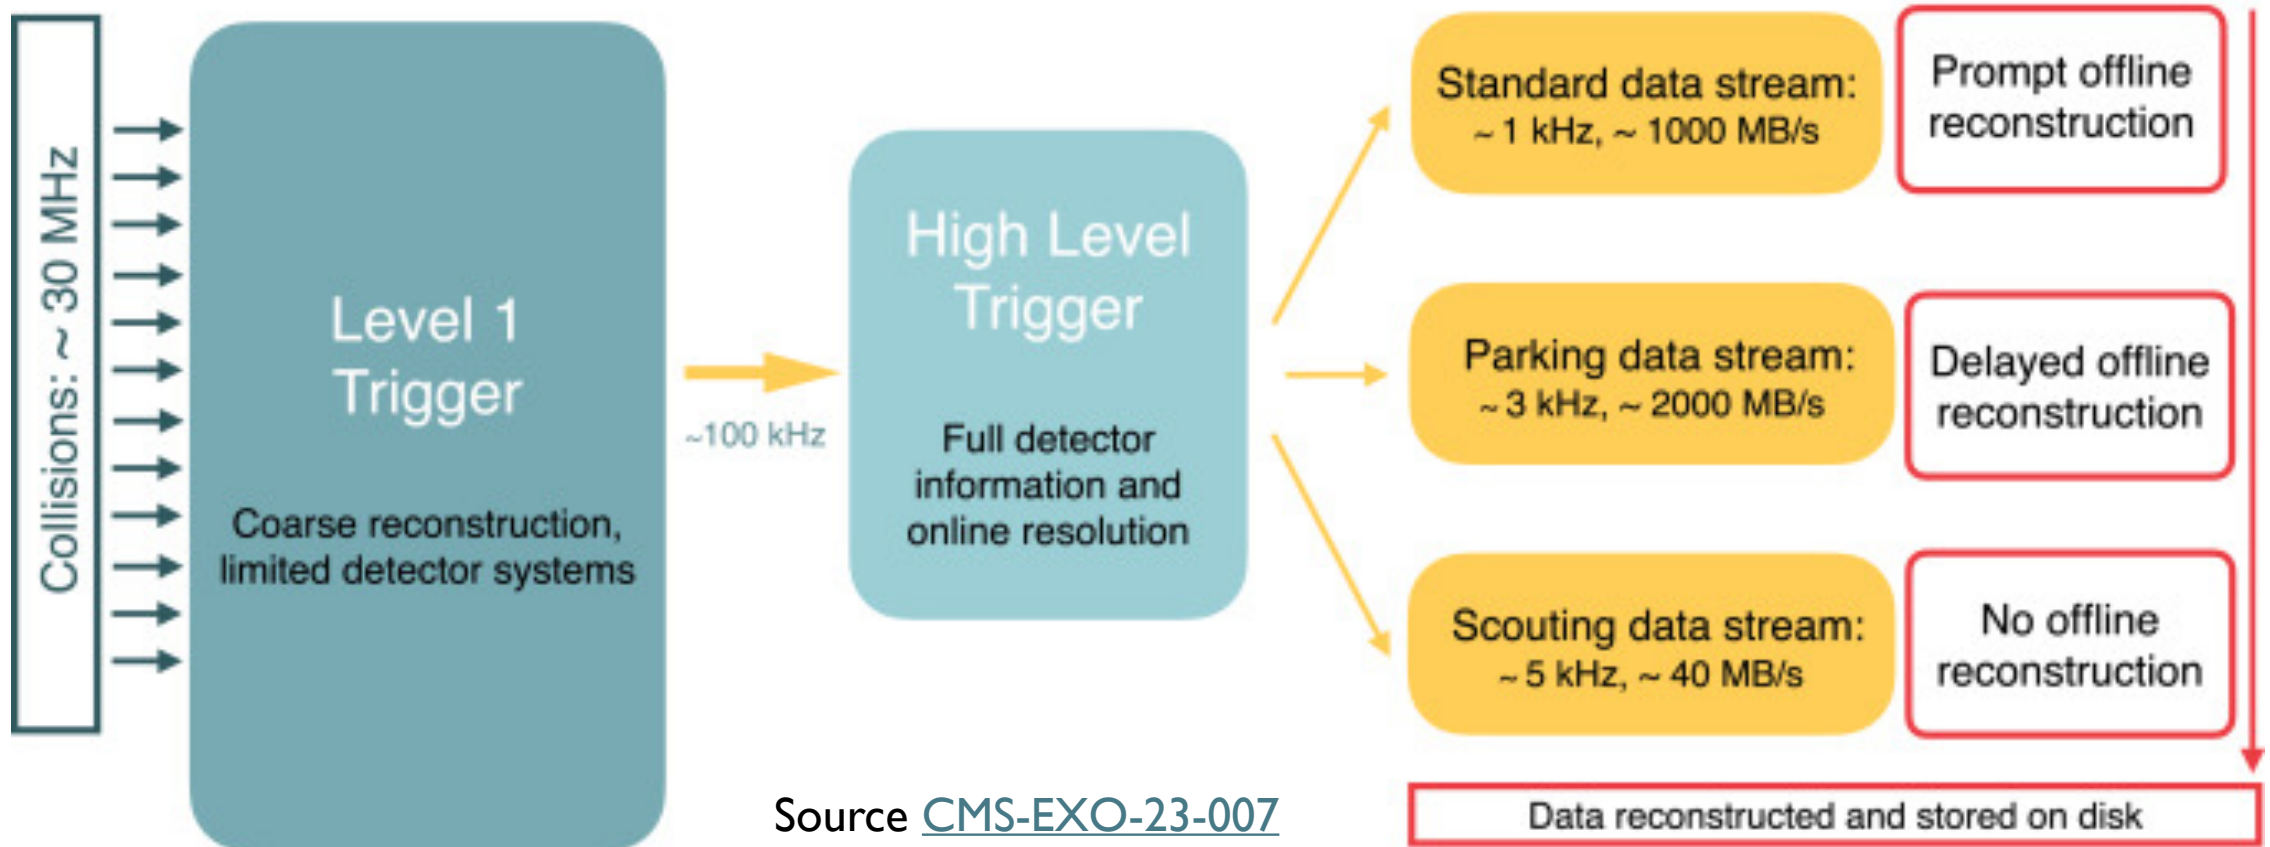 Collisions: ~ 30 MHz
Level 1
Trigger
Coarse reconstruction,
limited detector systems
~100 kHz
High Level
Trigger
Full detector
information and
online resolution
Standard data stream:
~ 1 kHz, ~ 1000 MB/s
Prompt offline
reconstruction
Parking data stream:
~ 3 kHz, ~ 2000 MB/s
Delayed offline
reconstruction
Scouting data stream:
~ 5 kHz, ~ 40 MB/s
No offline
reconstruction
Source CMS-EXO-23-007
Data reconstructed and stored on disk